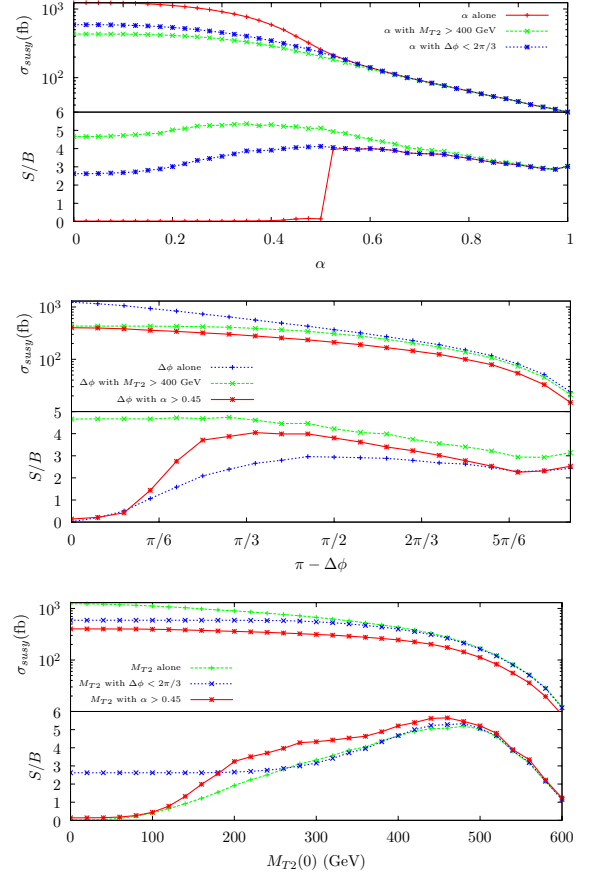 10³
10²
σ_susy(fb)
α alone
α with M_T2 > 400 GeV
α with Δϕ < 2π/3
6
5
4
3
2
1
0
S/B
0 0.2 0.4 0.6 0.8 1
α
10³
10²
σ_susy(fb)
Δϕ alone
Δϕ with M_T2 > 400 GeV
Δϕ with α > 0.45
5
4
3
2
1
0
S/B
0 π/6 π/3 π/2 2π/3 5π/6
π − Δϕ
10³
10²
σ_susy(fb)
M_T2 alone
M_T2 with Δϕ < 2π/3
M_T2 with α > 0.45
6
5
4
3
2
1
0
S/B
0 100 200 300 400 500 600
M_T2(0) (GeV)